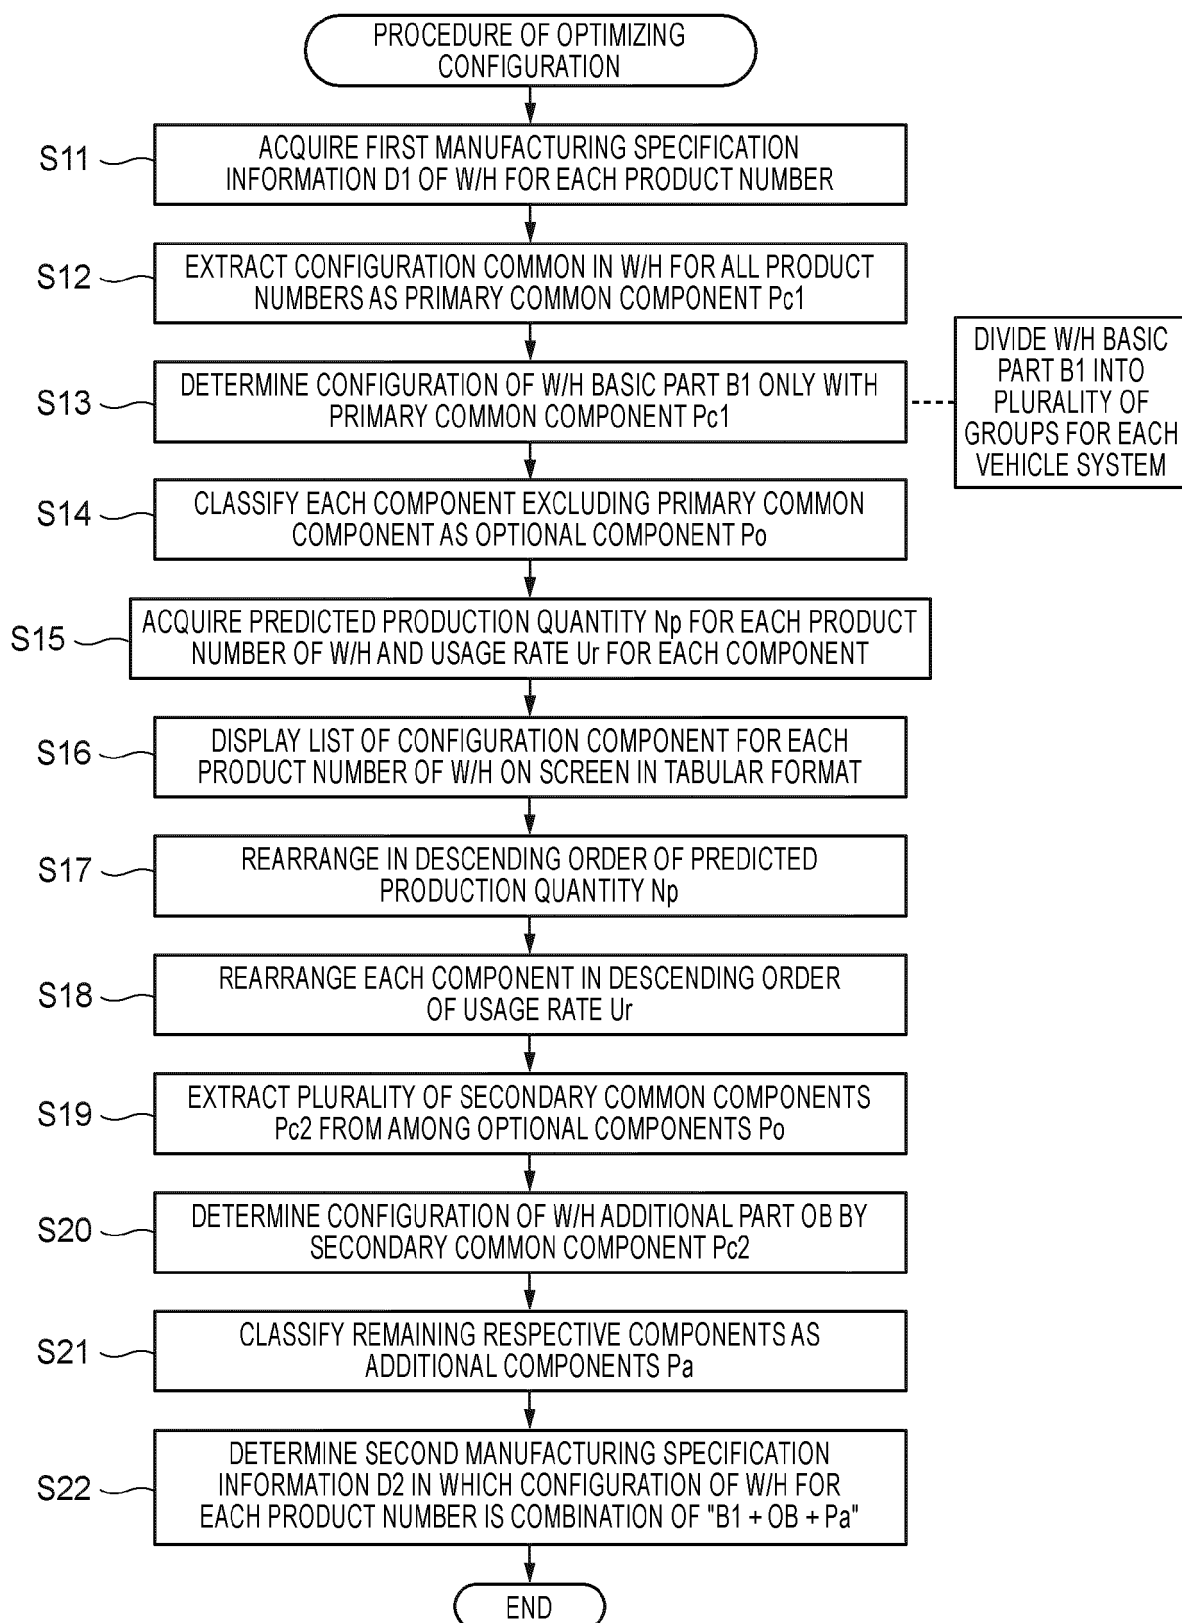 PROCEDURE OF OPTIMIZING
CONFIGURATION
S11
ACQUIRE FIRST MANUFACTURING SPECIFICATION
INFORMATION D1 OF W/H FOR EACH PRODUCT NUMBER
S12
EXTRACT CONFIGURATION COMMON IN W/H FOR ALL PRODUCT
NUMBERS AS PRIMARY COMMON COMPONENT Pc1
S13
DETERMINE CONFIGURATION OF W/H BASIC PART B1 ONLY WITH
PRIMARY COMMON COMPONENT Pc1
DIVIDE W/H BASIC
PART B1 INTO
PLURALITY OF
GROUPS FOR EACH
VEHICLE SYSTEM
S14
CLASSIFY EACH COMPONENT EXCLUDING PRIMARY COMMON
COMPONENT AS OPTIONAL COMPONENT Po
S15
ACQUIRE PREDICTED PRODUCTION QUANTITY Np FOR EACH PRODUCT
NUMBER OF W/H AND USAGE RATE Ur FOR EACH COMPONENT
S16
DISPLAY LIST OF CONFIGURATION COMPONENT FOR EACH
PRODUCT NUMBER OF W/H ON SCREEN IN TABULAR FORMAT
S17
REARRANGE IN DESCENDING ORDER OF PREDICTED
PRODUCTION QUANTITY Np
S18
REARRANGE EACH COMPONENT IN DESCENDING ORDER
OF USAGE RATE Ur
S19
EXTRACT PLURALITY OF SECONDARY COMMON COMPONENTS
Pc2 FROM AMONG OPTIONAL COMPONENTS Po
S20
DETERMINE CONFIGURATION OF W/H ADDITIONAL PART OB BY
SECONDARY COMMON COMPONENT Pc2
S21
CLASSIFY REMAINING RESPECTIVE COMPONENTS AS
ADDITIONAL COMPONENTS Pa
S22
DETERMINE SECOND MANUFACTURING SPECIFICATION
INFORMATION D2 IN WHICH CONFIGURATION OF W/H FOR
EACH PRODUCT NUMBER IS COMBINATION OF "B1 + OB + Pa"
END